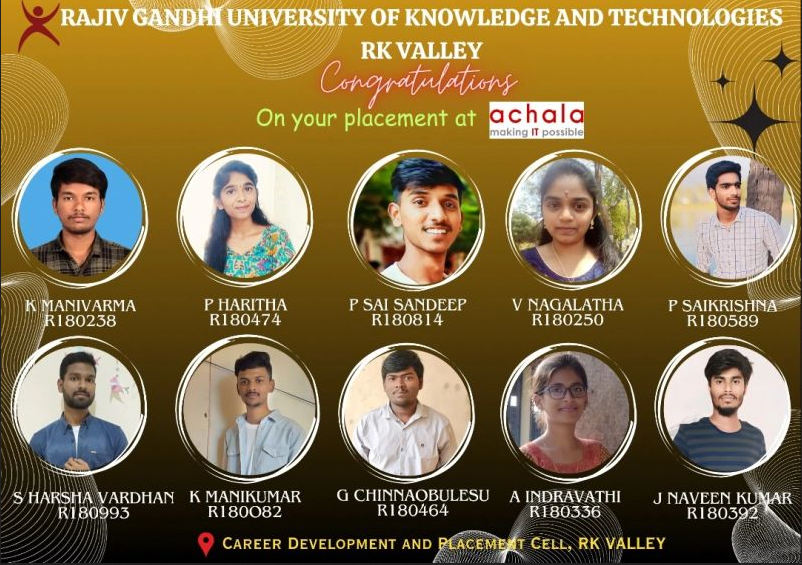 RAJIV GANDHI UNIVERSITY OF KNOWLEDGE AND TECHNOLOGIES
RK VALLEY
Congratulations
On your placement at achala
making IT possible
K MANIVARMA P HARITHA P SAI SANDEEP V NAGALATHA P SAIKRISHNA
R180238 R180474 R180814 R180250 R180589
S HARSHA VARDHAN K MANIKUMAR G CHINNAOBULESU A INDRAVATHI J NAVEEN KUMAR
R180993 R180O82 R180464 R180336 R180392
CAREER DEVELOPMENT AND PLACEMENT CELL, RK VALLEY